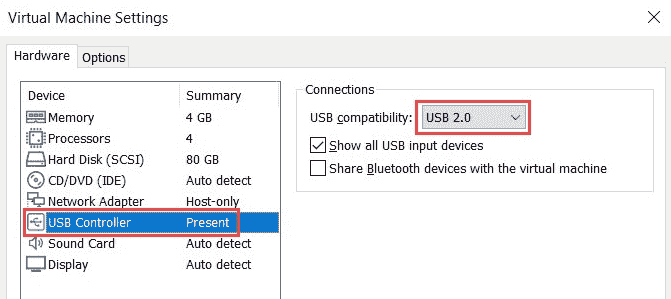 Virtual Machine Settings
Hardware Options
Device Summary
Memory 4 GB
Processors 4
Hard Disk (SCSI) 80 GB
CD/DVD (IDE) Auto detect
Network Adapter Host-only
USB Controller Present
Sound Card Auto detect
Display Auto detect
Connections
USB compatibility: USB 2.0
Show all USB input devices
Share Bluetooth devices with the virtual machine